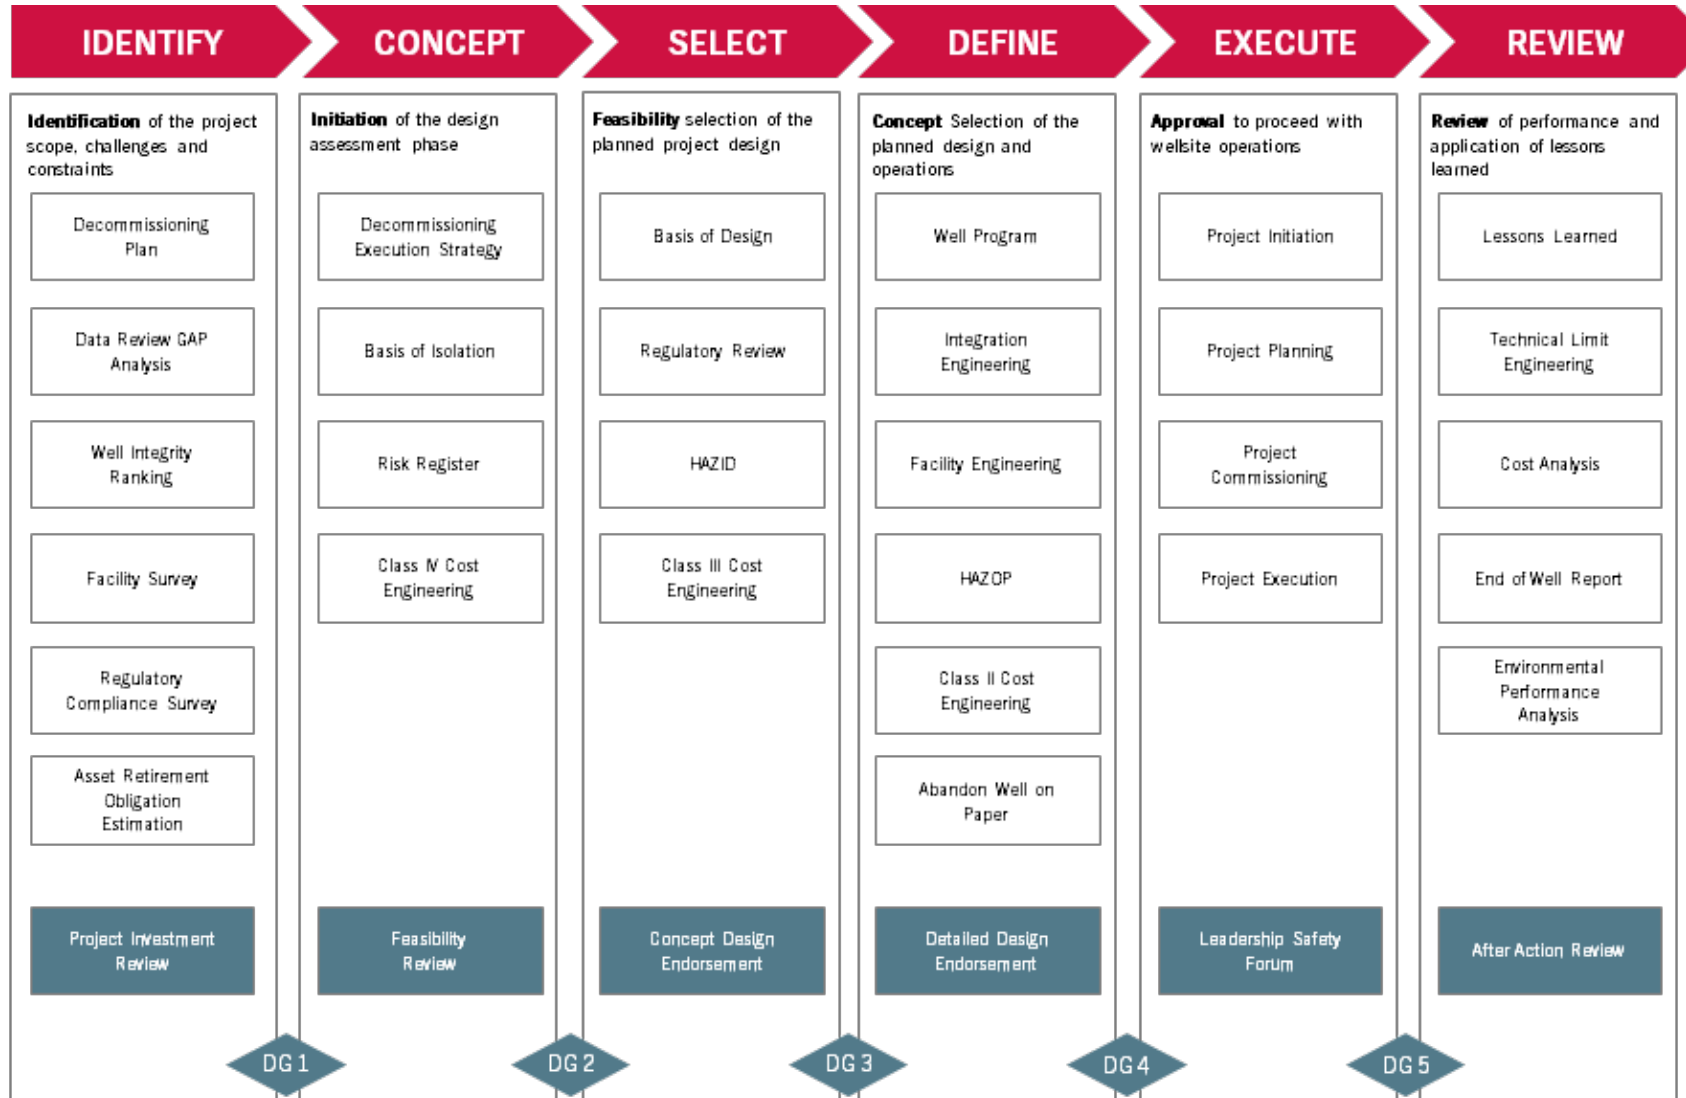 IDENTIFY
CONCEPT
SELECT
DEFINE
EXECUTE
REVIEW
Identification of the project
scope, challenges and
constraints
Decommissioning
Plan
Data Review GAP
Analysis
Well Integrity
Ranking
Facility Survey
Regulatory
Compliance Survey
Asset Retirement
Obligation
Estimation
Project Investment
Review
Initiation of the design
assessment phase
Decommissioning
Execution Strategy
Basis of Isolation
Risk Register
Class IV Cost
Engineering
Feasibility
Review
Feasibility selection of the
planned project design
Basis of Design
Regulatory Review
HAZID
Class III Cost
Engineering
Concept Design
Endorsement
Concept Selection of the
planned design and
operations
Well Program
Integration
Engineering
Facility Engineering
HAZOP
Class II Cost
Engineering
Abandon Well on
Paper
Detailed Design
Endorsement
Approval to proceed with
wellsite operations
Project Initiation
Project Planning
Project
Commissioning
Project Execution
Leadership Safety
Forum
Review of performance and
application of lessons
learned
Lessons Learned
Technical Limit
Engineering
Cost Analysis
End of Well Report
Environmental
Performance
Analysis
After Action Review
DG 1
DG 2
DG 3
DG 4
DG 5